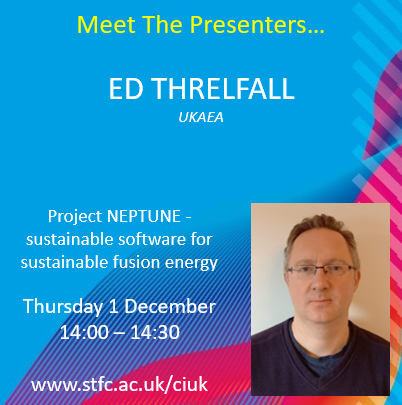 Meet The Presenters...
ED THRELFALL
UKAEA
Project NEPTUNE -
sustainable software for
sustainable fusion energy
Thursday 1 December
14:00 – 14:30
www.stfc.ac.uk/ciuk